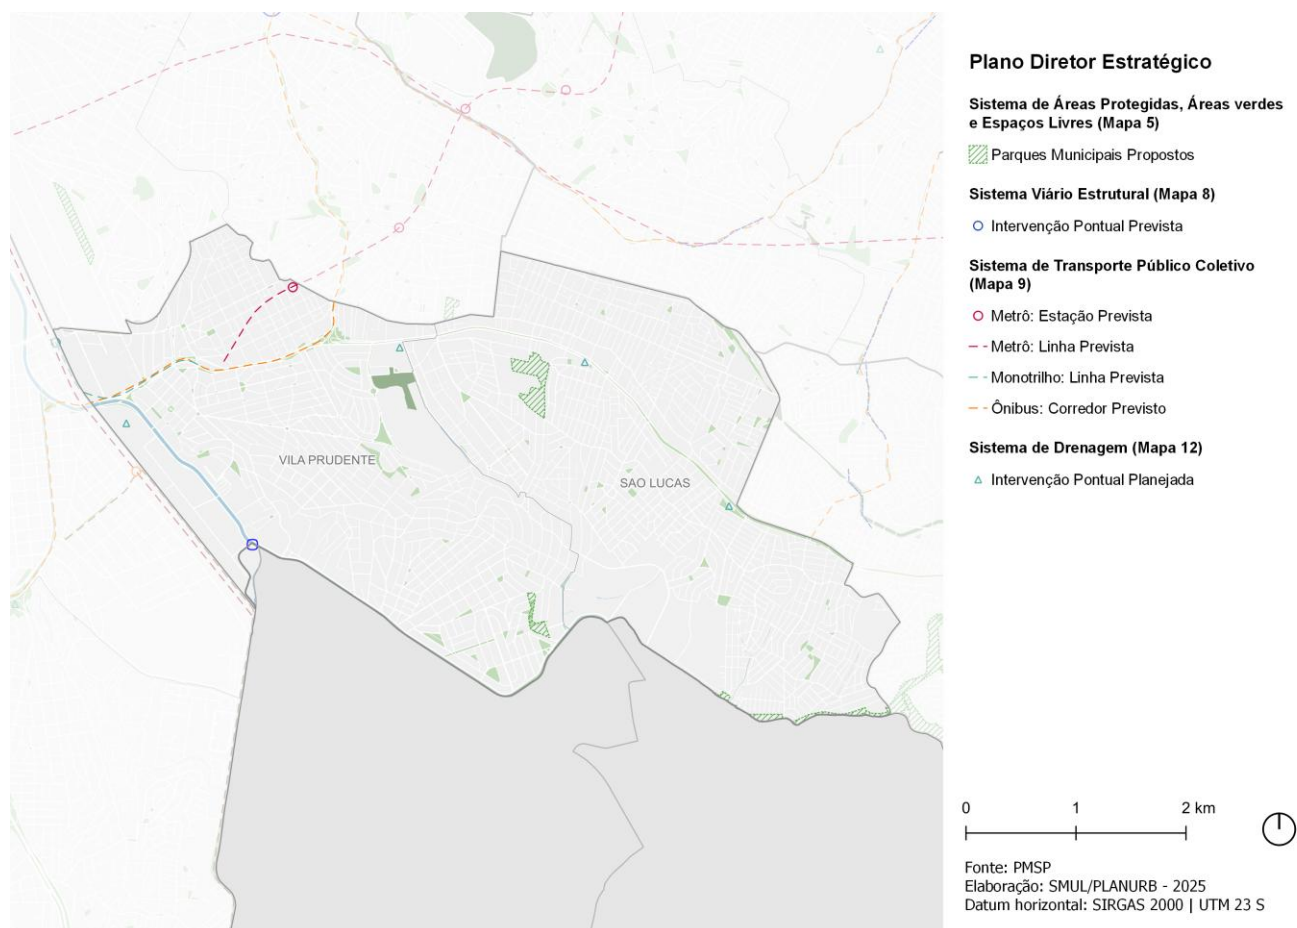 VILA PRUDENTE
SAO LUCAS
Plano Diretor Estratégico
Sistema de Áreas Protegidas, Áreas verdes
e Espaços Livres (Mapa 5)
Parques Municipais Propostos
Sistema Viário Estrutural (Mapa 8)
Intervenção Pontual Prevista
Sistema de Transporte Público Coletivo
(Mapa 9)
Metrô: Estação Prevista
Metrô: Linha Prevista
Monotrilho: Linha Prevista
Ônibus: Corredor Previsto
Sistema de Drenagem (Mapa 12)
Intervenção Pontual Planejada
0 1 2 km
Fonte: PMSP
Elaboração: SMUL/PLANURB - 2025
Datum horizontal: SIRGAS 2000 | UTM 23 S